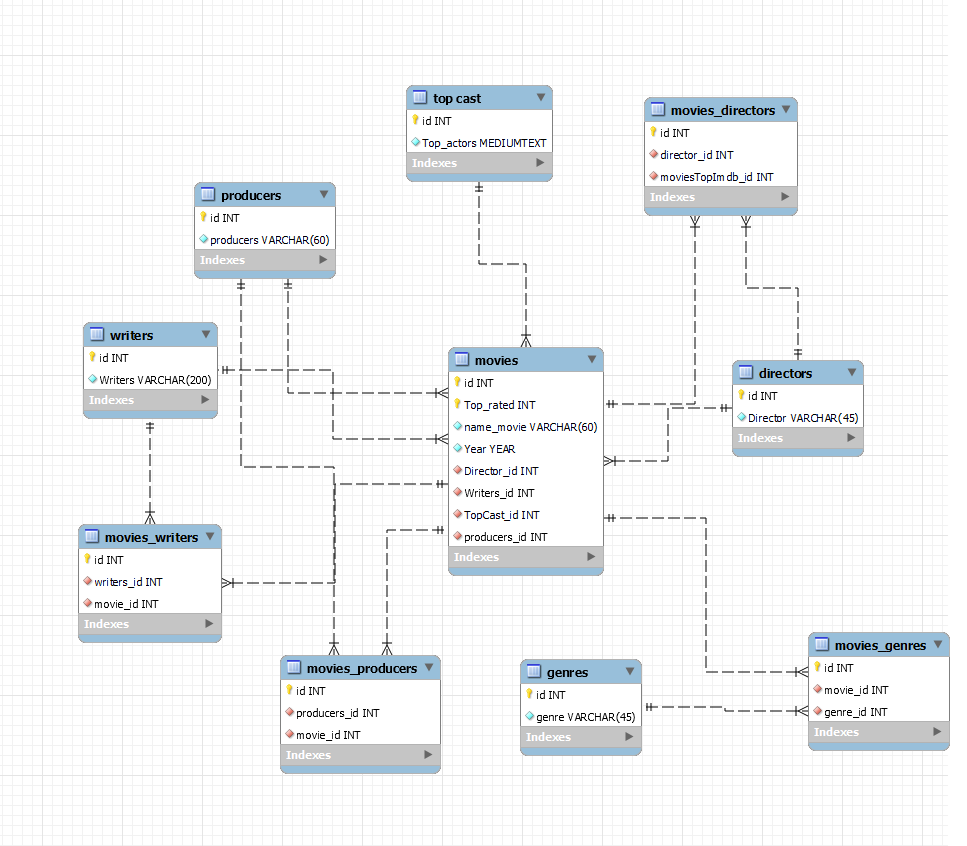 top cast
id INT
Top_actors MEDIUMTEXT
Indexes
movies_directors
id INT
director_id INT
moviesTopImdb_id INT
Indexes
producers
id INT
producers VARCHAR(60)
Indexes
writers
id INT
Writers VARCHAR(200)
Indexes
movies
id INT
Top_rated INT
name_movie VARCHAR(60)
Year YEAR
Director_id INT
Writers_id INT
TopCast_id INT
producers_id INT
Indexes
directors
id INT
Director VARCHAR(45)
Indexes
movies_writers
id INT
writers_id INT
movie_id INT
Indexes
movies_producers
id INT
producers_id INT
movie_id INT
Indexes
genres
id INT
genre VARCHAR(45)
Indexes
movies_genres
id INT
movie_id INT
genre_id INT
Indexes